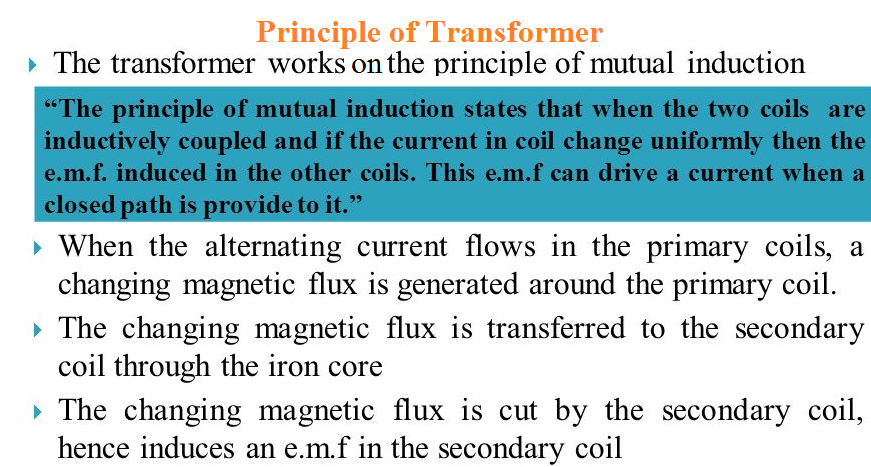 Principle of Transformer
The transformer works on the principle of mutual induction
“The principle of mutual induction states that when the two coils are
inductively coupled and if the current in coil change uniformly then the
e.m.f. induced in the other coils. This e.m.f can drive a current when a
closed path is provide to it.”
When the alternating current flows in the primary coils, a
changing magnetic flux is generated around the primary coil.
The changing magnetic flux is transferred to the secondary
coil through the iron core
The changing magnetic flux is cut by the secondary coil,
hence induces an e.m.f in the secondary coil